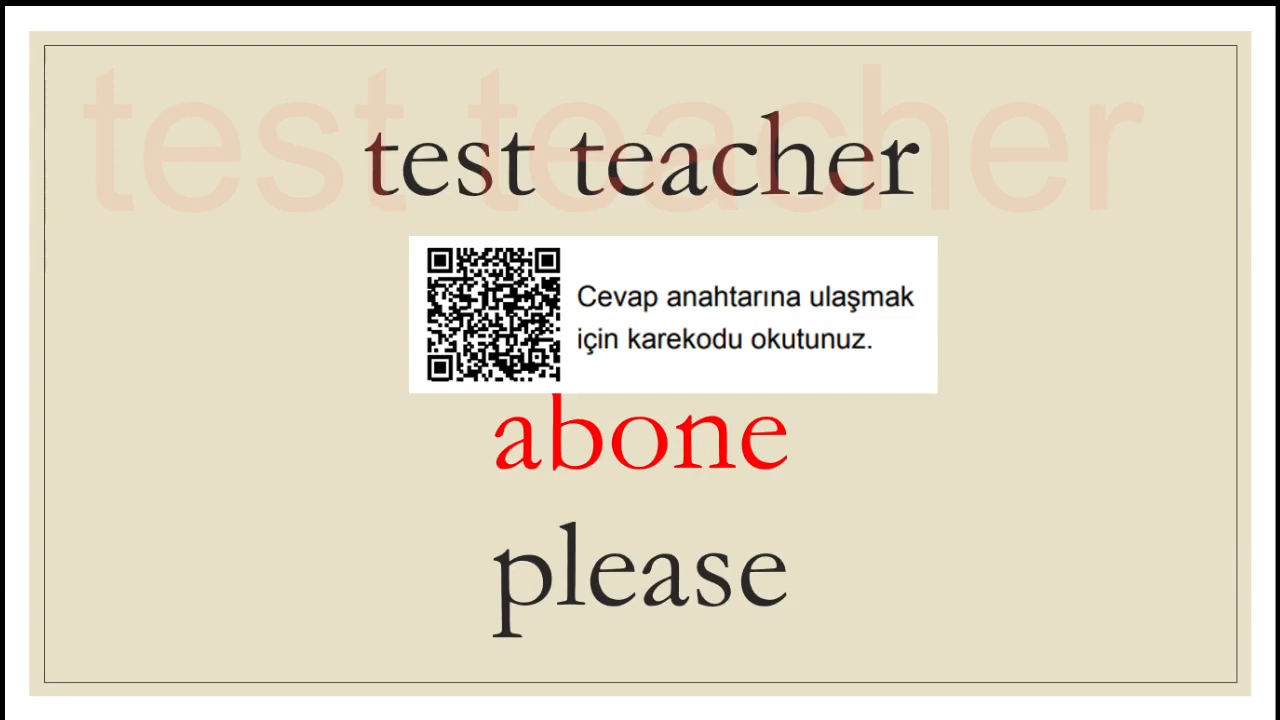 test teacher
test teacher
Cevap anahtarına ulaşmak
için karekodu okutunuz.
abone
please